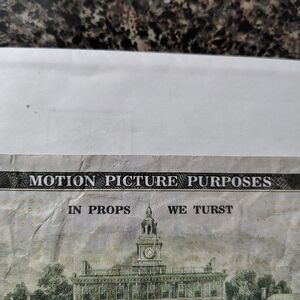 MOTION PICTURE PURPOSES
IN PROPS WE TURST